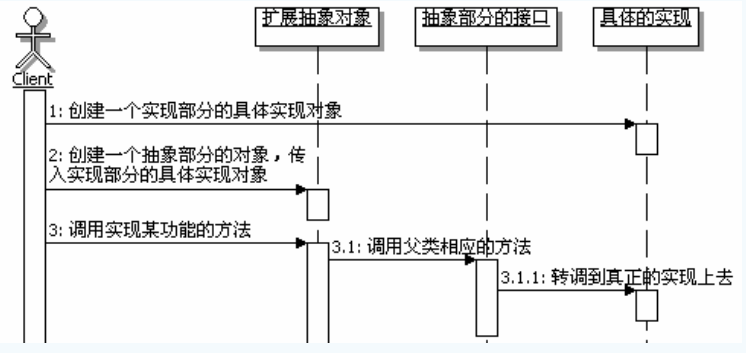 扩展抽象对象
抽象部分的接口
具体的实现
Client
1: 创建一个实现部分的具体实现对象
2: 创建一个抽象部分的对象，传
入实现部分的具体实现对象
3: 调用实现某功能的方法
3.1: 调用父类相应的方法
3.1.1: 转调到真正的实现上去